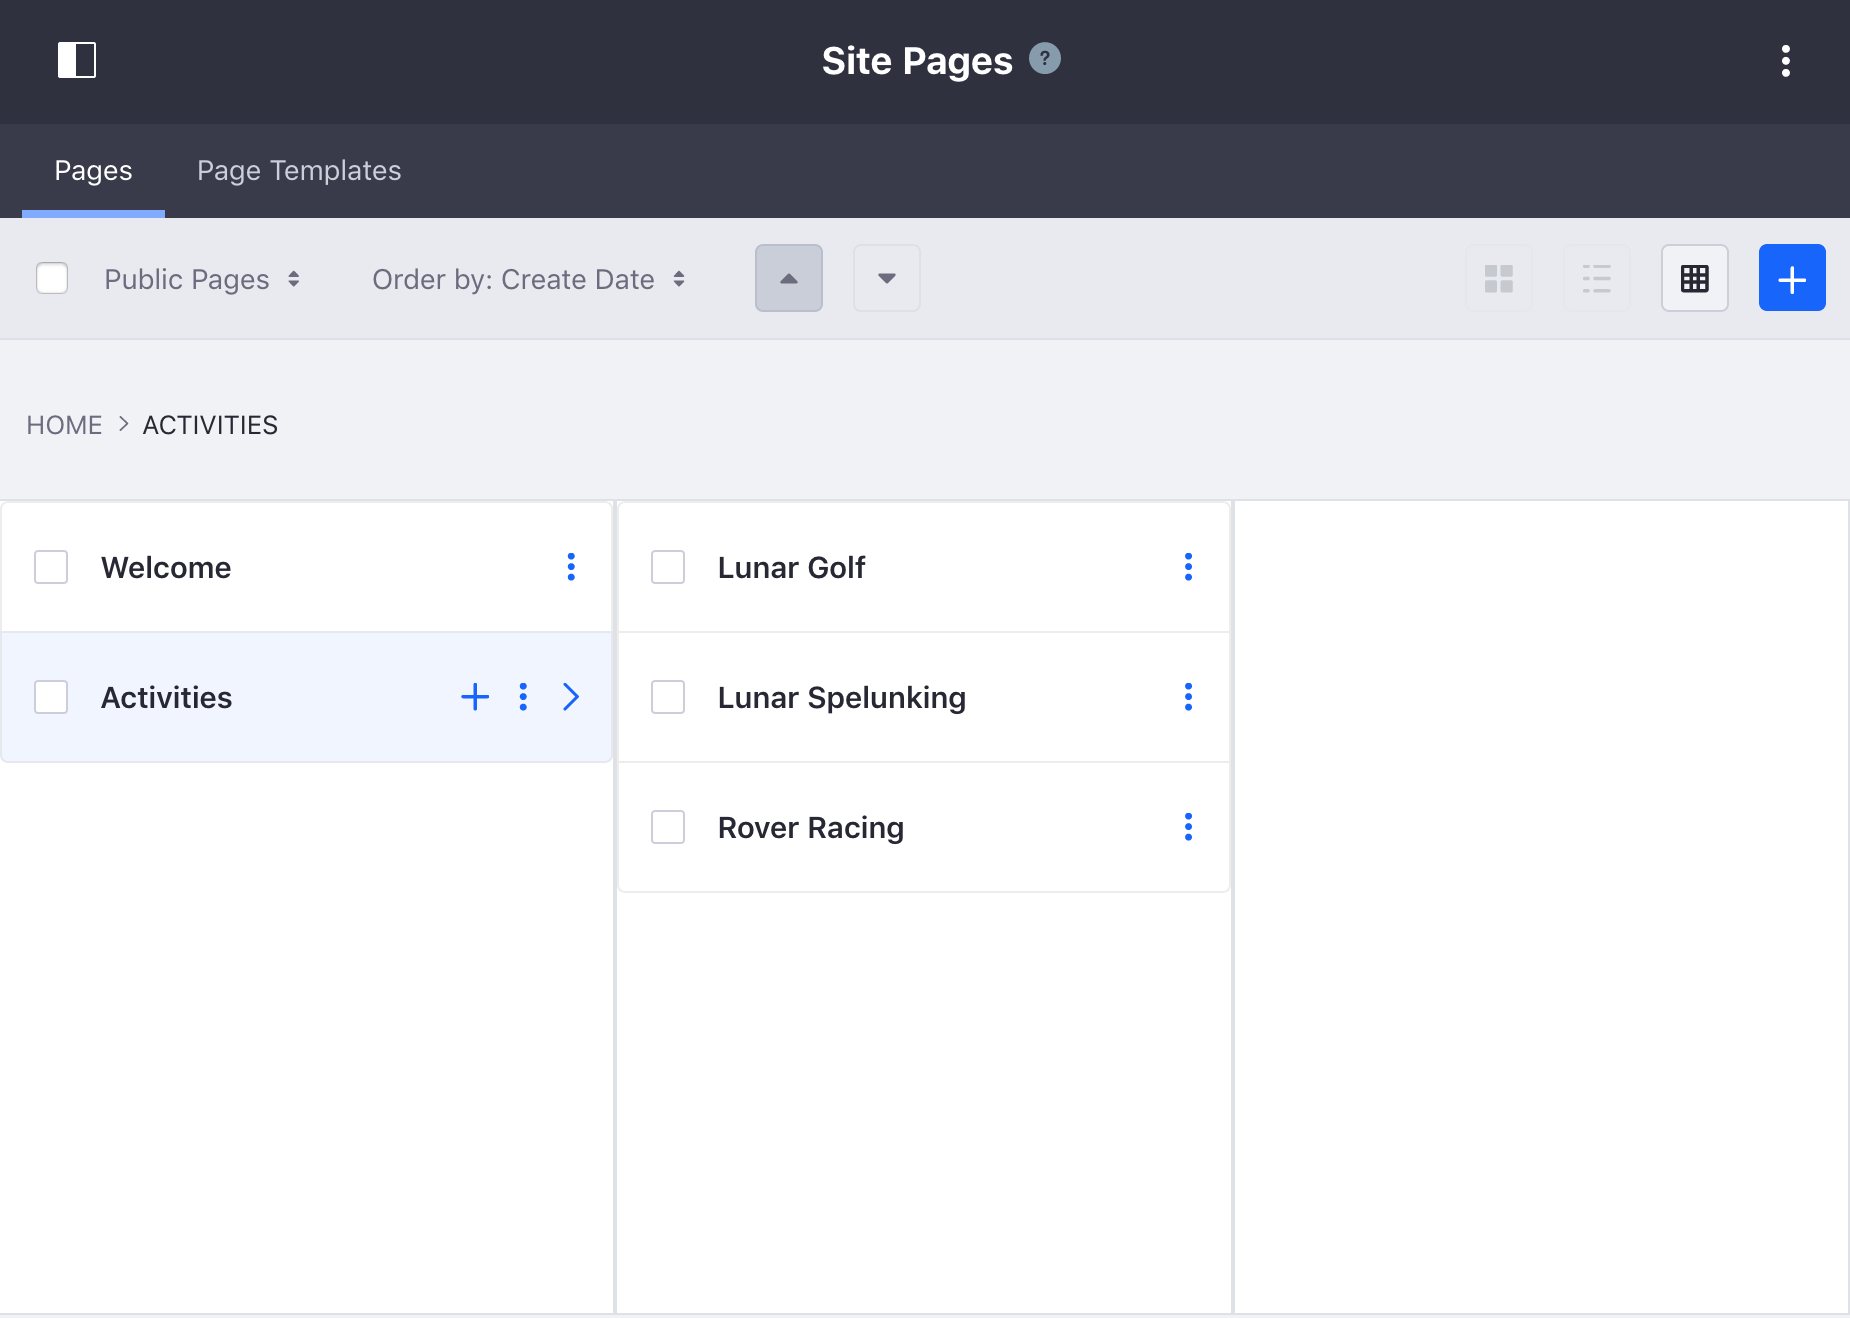 Site Pages ?
Pages Page Templates
Public Pages Order by: Create Date
HOME > ACTIVITIES
Welcome
Activities
Lunar Golf
Lunar Spelunking
Rover Racing